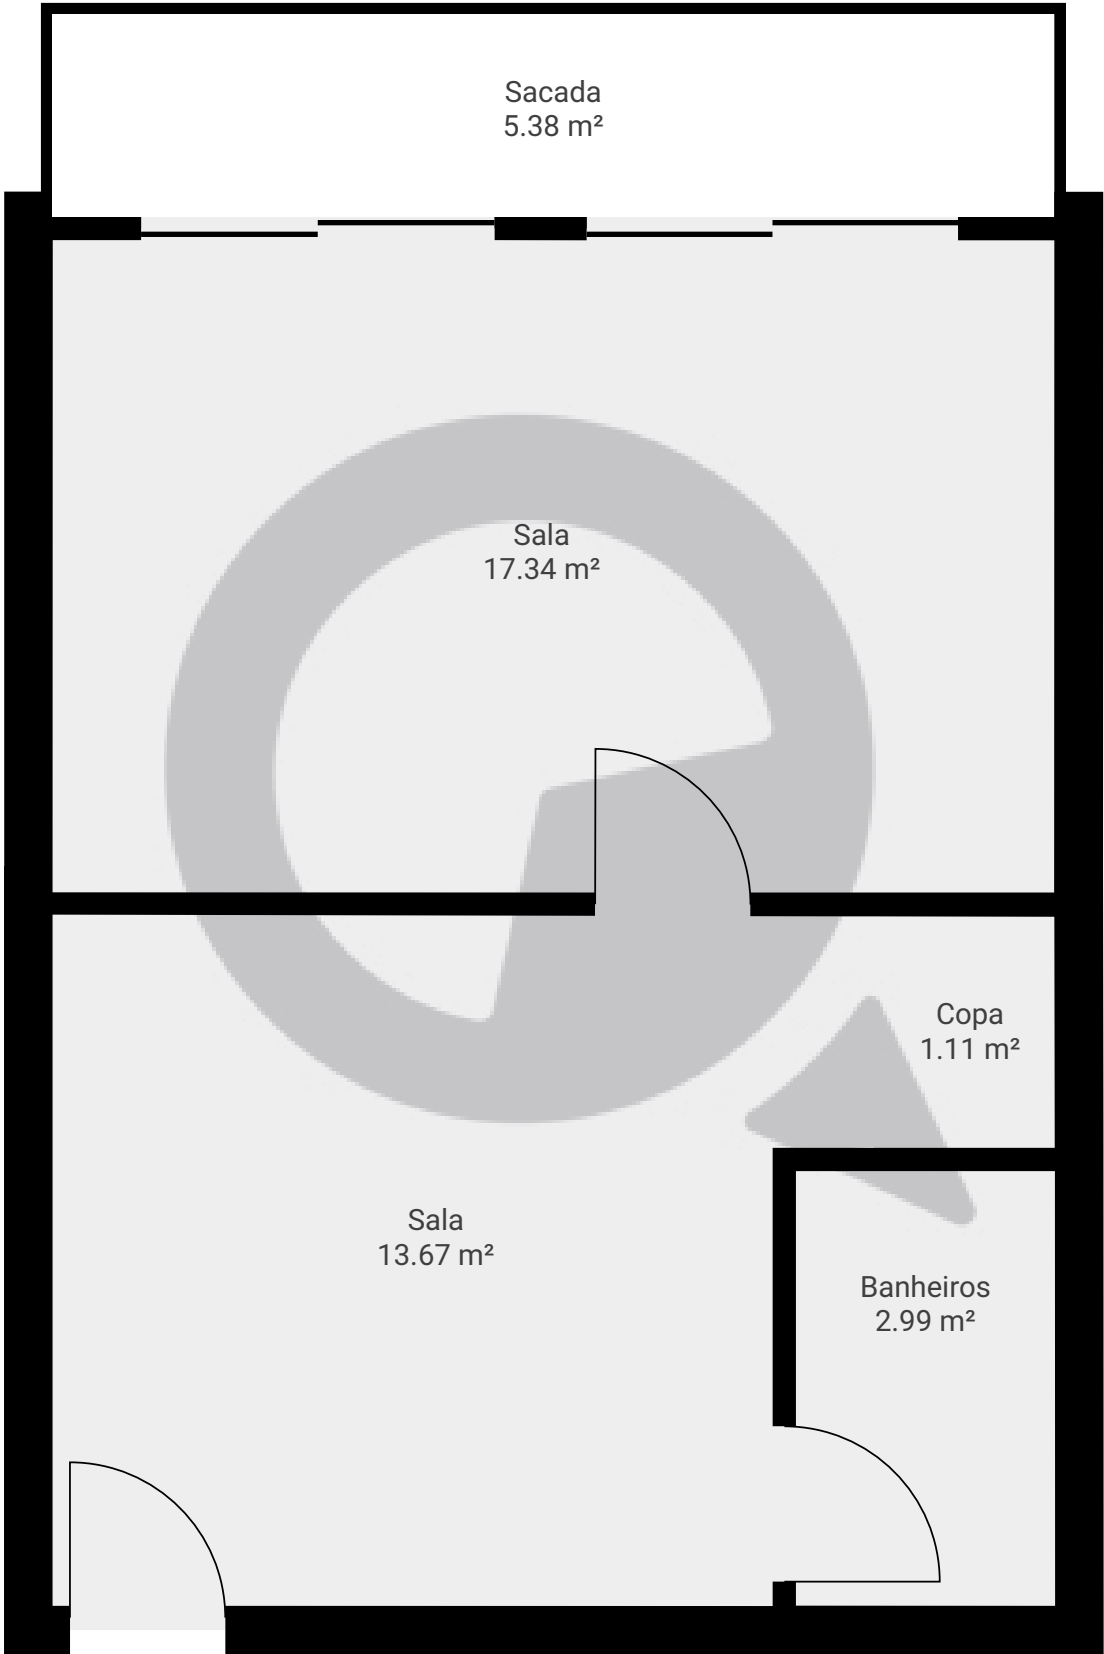 Sacada
5.38 m²
Sala
17.34 m²
Copa
1.11 m²
Sala
13.67 m²
Banheiros
2.99 m²